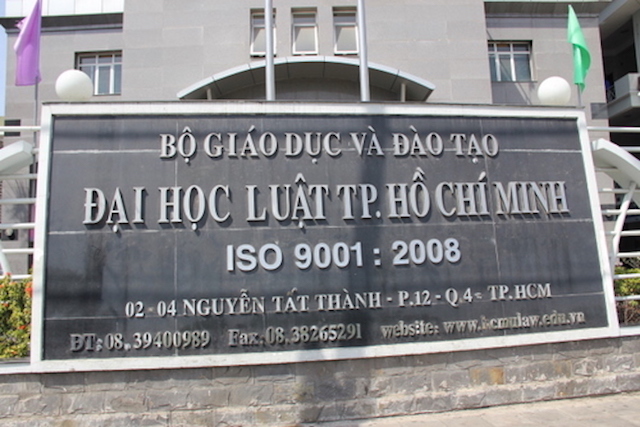 BỘ GIÁO DỤC VÀ ĐÀO TẠO
ĐẠI HỌC LUẬT TP. HỒ CHÍ MINH
ISO 9001 : 2008
02-04 NGUYỄN TẤT THÀNH - P.12 - Q.4 - TP.HCM
ĐT: 08.39400989 Fax: 08.38265291 website: www.hcmulaw.edu.vn